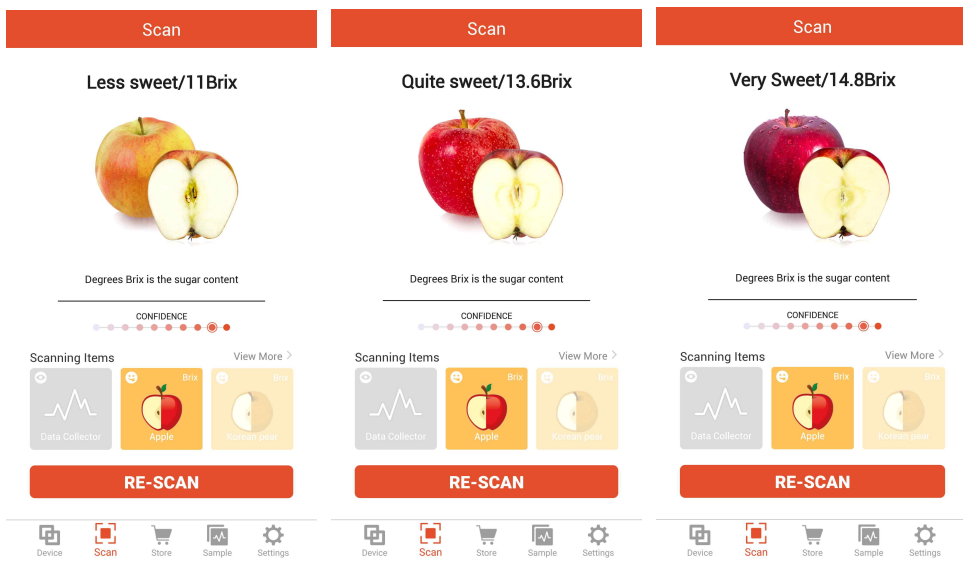 Scan
Less sweet/11Brix
Degrees Brix is the sugar content
CONFIDENCE
Scanning Items
View More
Data Collector
Brix
Apple
Brix
Korean pear
RE-SCAN
Device
Scan
Store
Sample
Settings
Scan
Quite sweet/13.6Brix
Degrees Brix is the sugar content
CONFIDENCE
Scanning Items
View More
Data Collector
Brix
Apple
Brix
Korean pear
RE-SCAN
Device
Scan
Store
Sample
Settings
Scan
Very Sweet/14.8Brix
Degrees Brix is the sugar content
CONFIDENCE
Scanning Items
View More
Data Collector
Brix
Apple
Brix
Korean pear
RE-SCAN
Device
Scan
Store
Sample
Settings